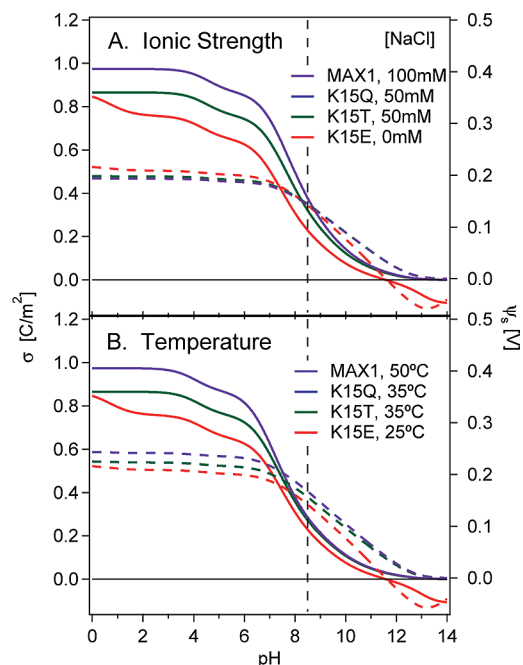 A. Ionic Strength
[NaCl]
MAX1, 100mM
K15Q, 50mM
K15T, 50mM
K15E, 0mM
1.2
1.0
0.8
0.6
0.4
0.2
0.0
0.5
0.4
0.3
0.2
0.1
0.0
σ [C/m²]
Ψs [V]
B. Temperature
MAX1, 50ºC
K15Q, 35ºC
K15T, 35ºC
K15E, 25ºC
1.2
1.0
0.8
0.6
0.4
0.2
0.0
0.4
0.3
0.2
0.1
0.0
0 2 4 6 8 10 12 14
pH